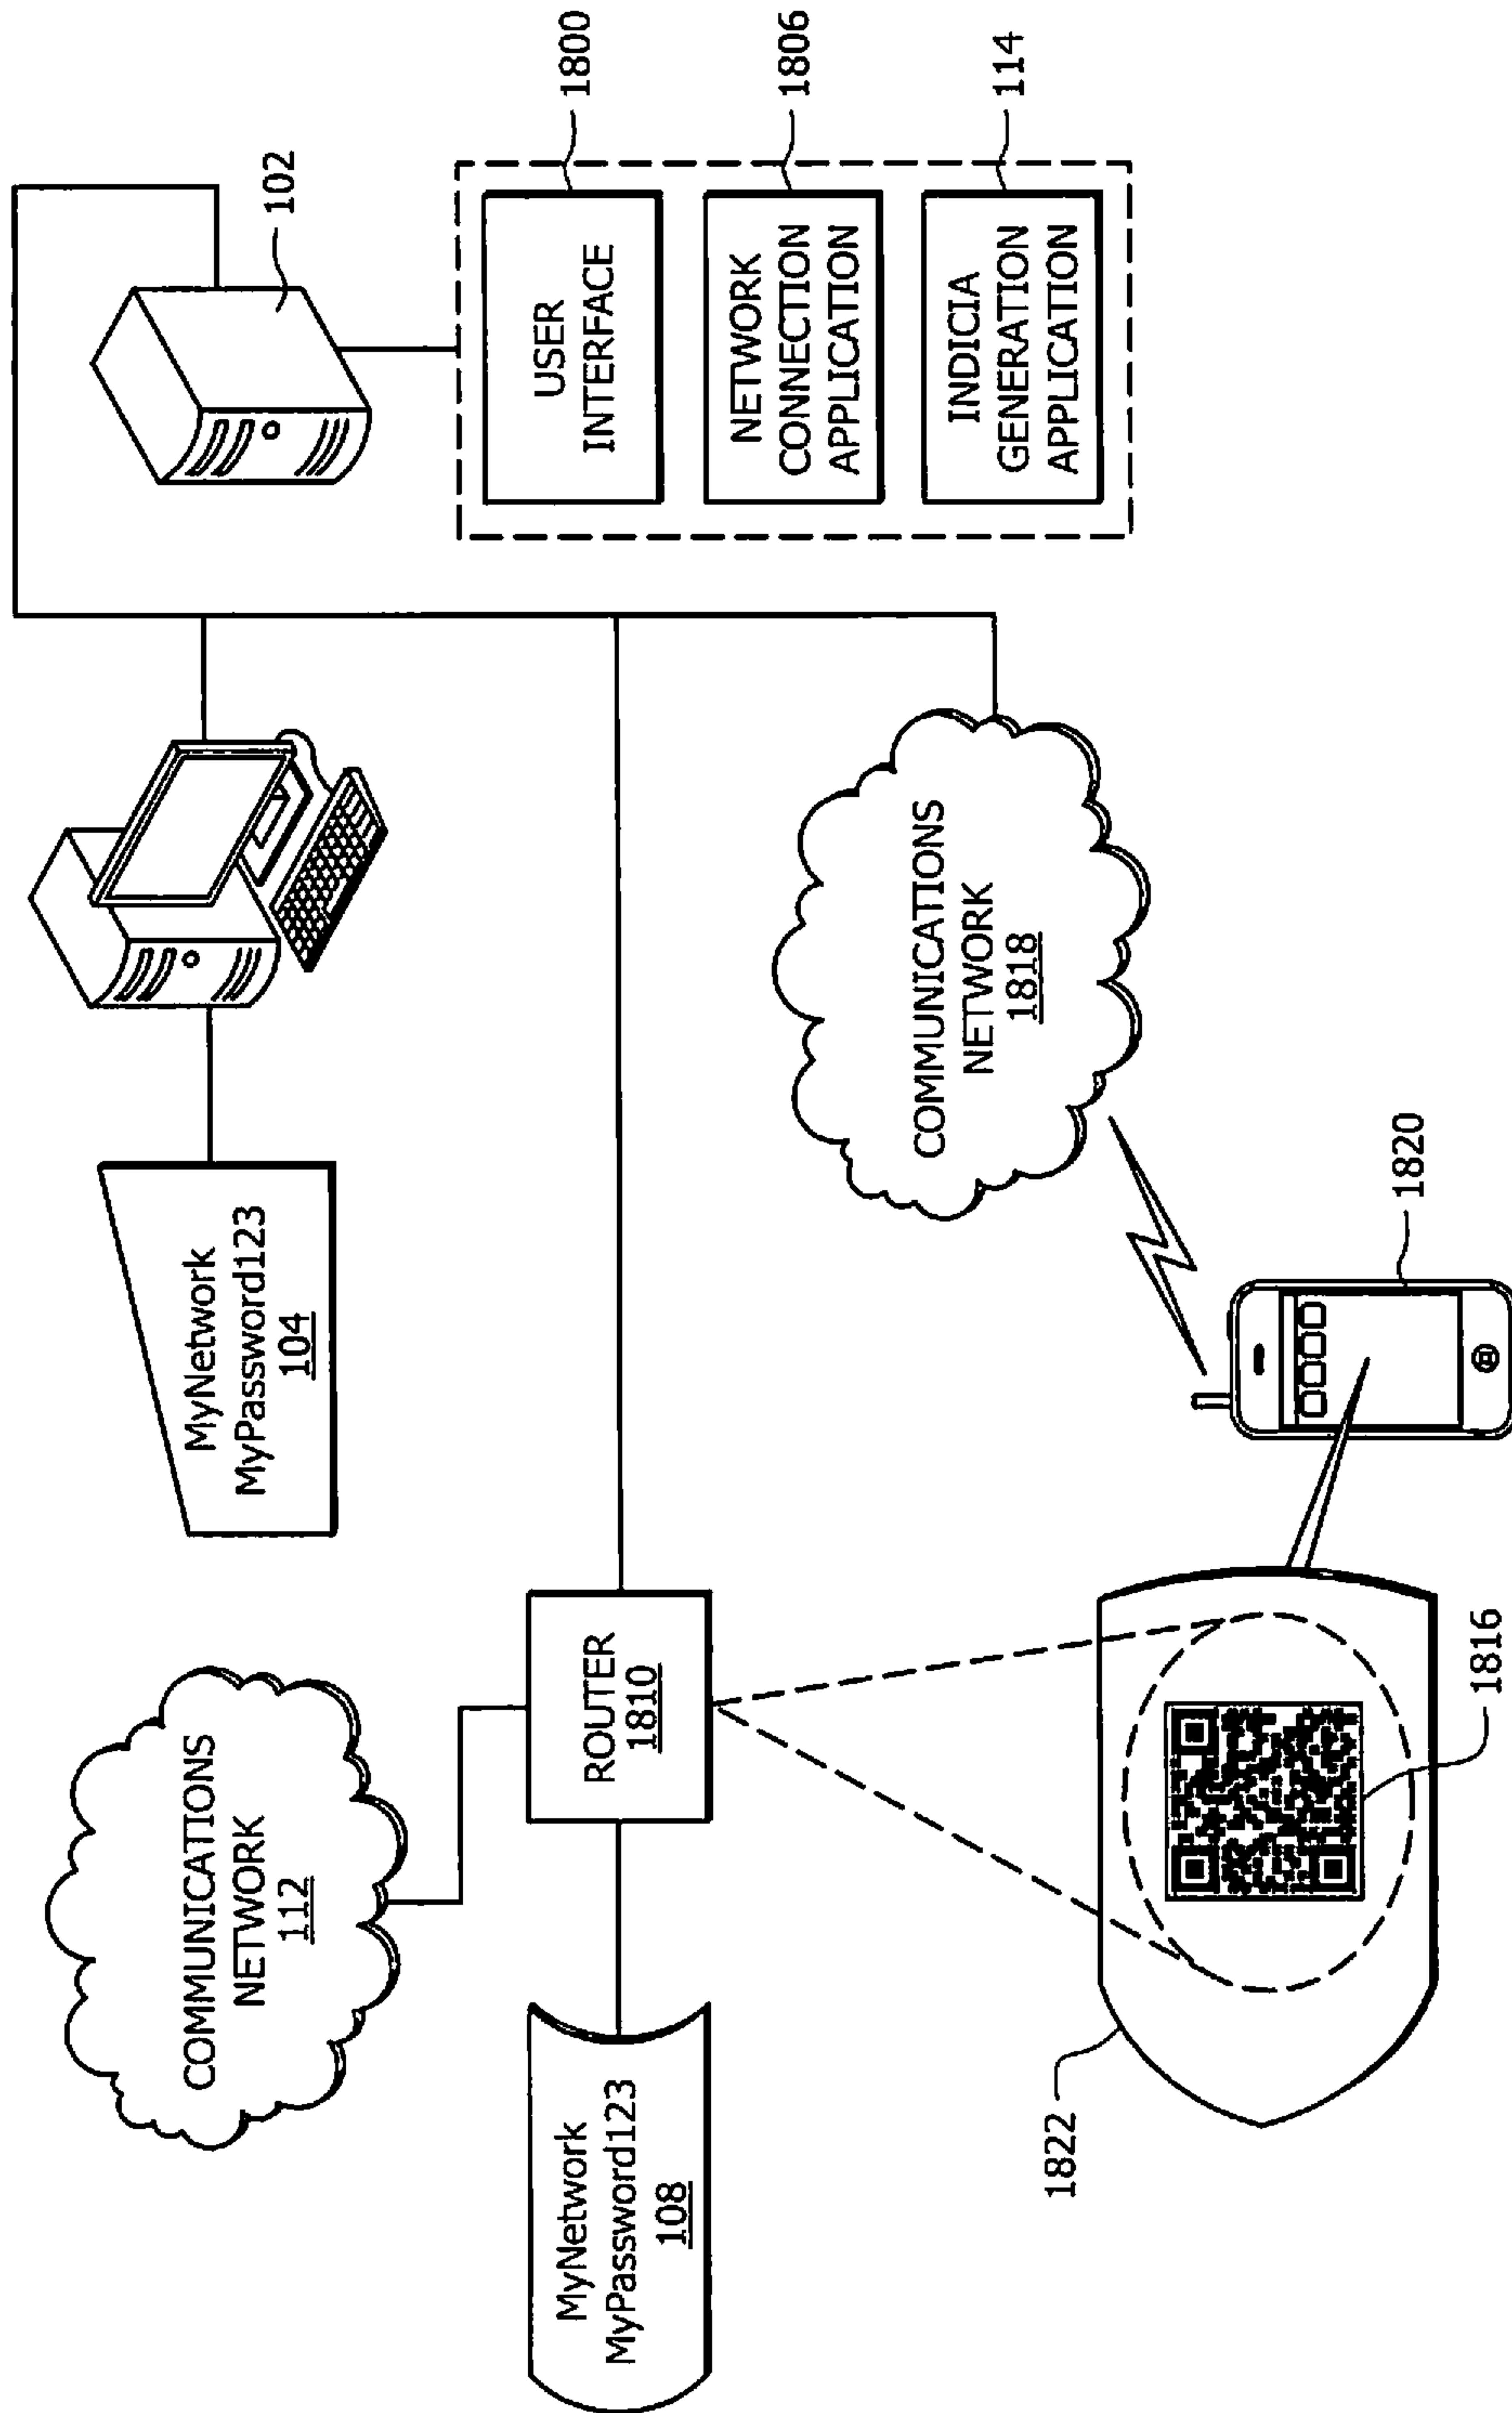 COMMUNICATIONS
NETWORK
112
MyNetwork
MyPassword123
104
102
MyNetwork
MyPassword123
108
ROUTER
1810
USER
INTERFACE
1800
NETWORK
CONNECTION
APPLICATION
1806
INDICIA
GENERATION
APPLICATION
114
COMMUNICATIONS
NETWORK
1818
1822
1816
1820